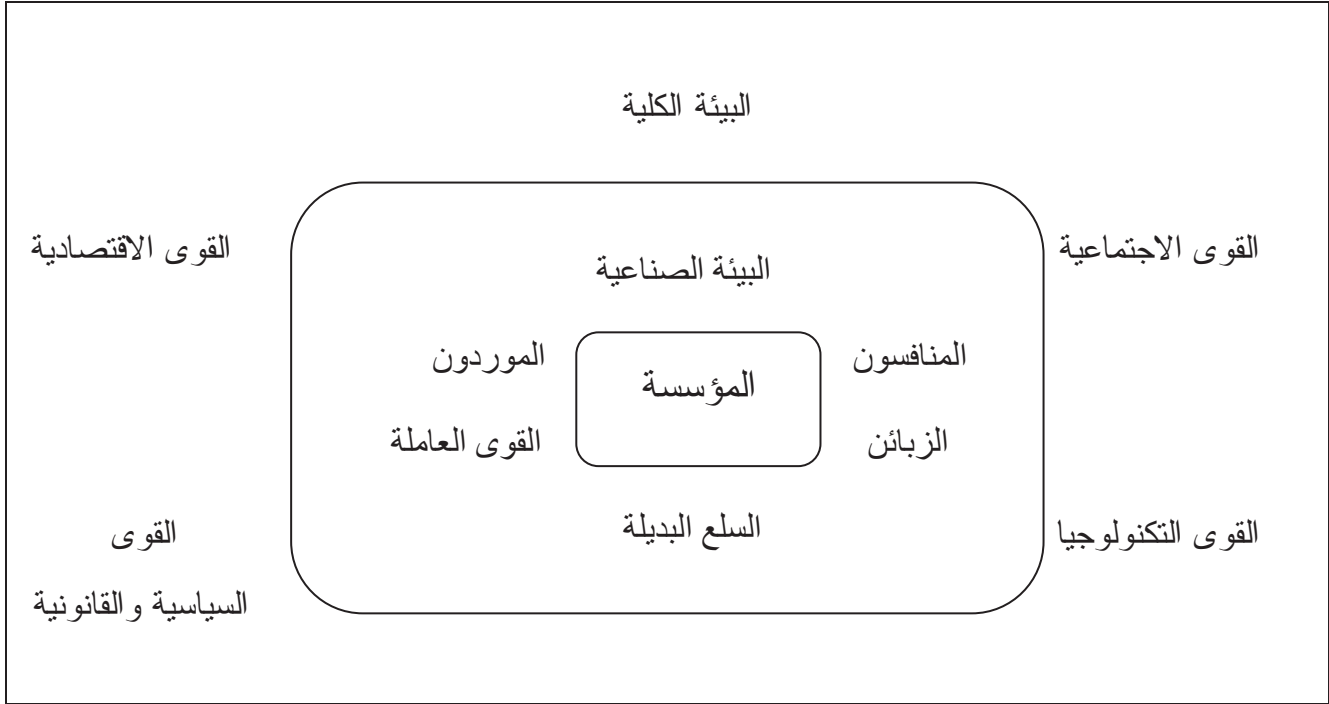 البيئة الكلية
القوى الاجتماعية
القوى الاقتصادية
البيئة الصناعية
المنافسون
الموردون
المؤسسة
الزبائن
القوى العاملة
السلع البديلة
القوى التكنولوجيا
القوى
السياسية والقانونية